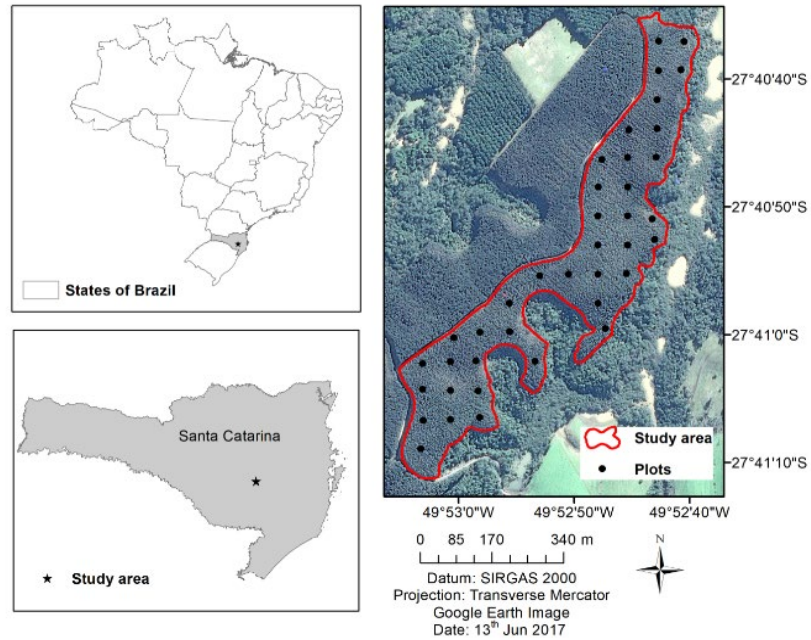 States of Brazil
Santa Catarina
Study area
27°40'40"S
27°40'50"S
27°41'0"S
27°41'10"S
Study area
Plots
49°53'0"W 49°52'50"W 49°52'40"W
0 85 170 340 m
N
Datum: SIRGAS 2000
Projection: Transverse Mercator
Google Earth Image
Date: 13th Jun 2017